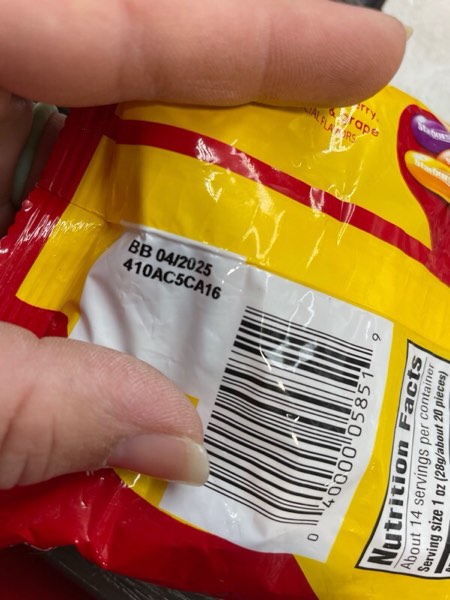 & Grape
BB 04/2025
410AC5CA16
0 40000 05851 9
Nutrition Facts
About 14 servings per container
Serving size 1 oz (28g/about 20 pieces)